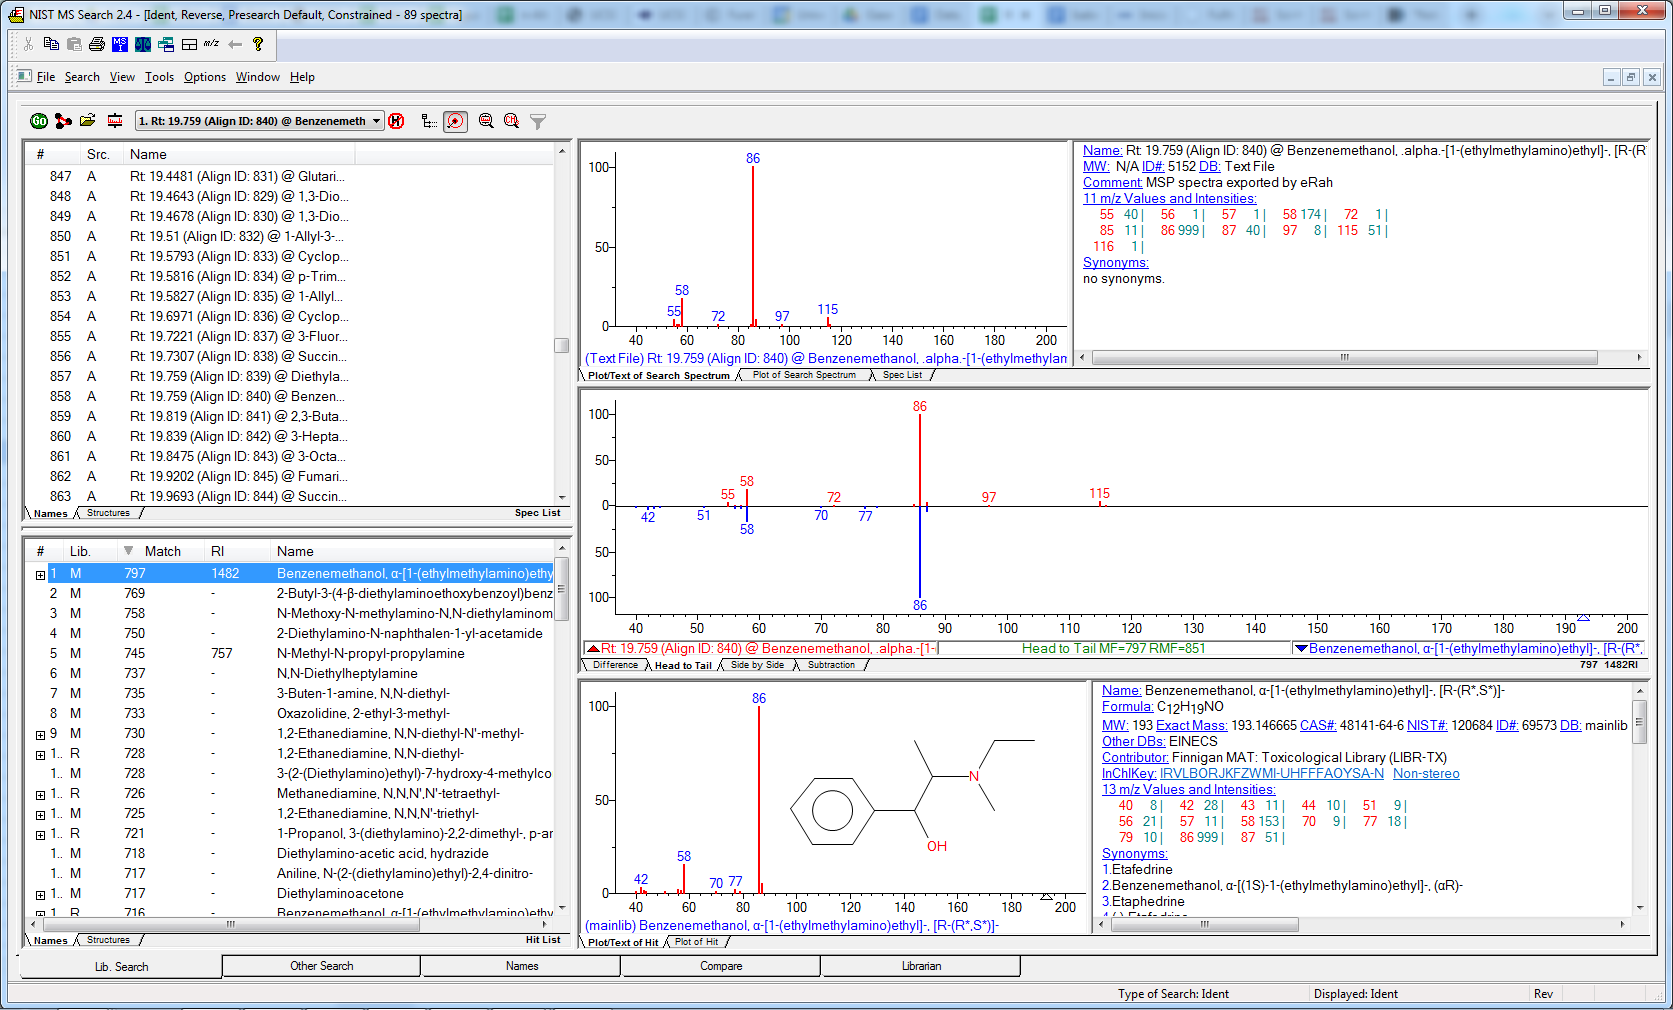 NIST MS Search 2.4 - [Ident, Reverse, Presearch Default, Constrained - 89 spectra]
File Search View Tools Options Window Help
1. Rt: 19.759 (Align ID: 840) @ Benzenemeth
# Src. Name
847 A Rt: 19.4481 (Align ID: 831) @ Glutari...
848 A Rt: 19.4643 (Align ID: 829) @ 1,3-Dio...
849 A Rt: 19.4678 (Align ID: 830) @ 1,3-Dio...
850 A Rt: 19.51 (Align ID: 832) @ 1-Allyl-3-...
851 A Rt: 19.5793 (Align ID: 833) @ Cyclop...
852 A Rt: 19.5816 (Align ID: 834) @ p-Trim...
853 A Rt: 19.5827 (Align ID: 835) @ 1-Allyl...
854 A Rt: 19.6971 (Align ID: 836) @ Cyclop...
855 A Rt: 19.7221 (Align ID: 837) @ 3-Fluor...
856 A Rt: 19.7307 (Align ID: 838) @ Succin...
857 A Rt: 19.759 (Align ID: 839) @ Diethyla...
858 A Rt: 19.759 (Align ID: 840) @ Benzen...
859 A Rt: 19.819 (Align ID: 841) @ 2,3-Buta...
860 A Rt: 19.839 (Align ID: 842) @ 3-Hepta...
861 A Rt: 19.8475 (Align ID: 843) @ 3-Octa...
862 A Rt: 19.9202 (Align ID: 845) @ Fumari...
863 A Rt: 19.9693 (Align ID: 844) @ Succin...
Names Structures Spec List
# Lib. Match RI Name
1 M 797 1482 Benzenemethanol, α-[1-(ethylmethylamino)ethy
2 M 769 - 2-Butyl-3-(4-β-diethylaminoethoxybenzoyl)benz
3 M 758 - N-Methoxy-N-methylamino-N,N-diethylaminom
4 M 750 - 2-Diethylamino-N-naphthalen-1-yl-acetamide
5 M 745 757 N-Methyl-N-propyl-propylamine
6 M 737 - N,N-Diethylheptylamine
7 M 735 - 3-Buten-1-amine, N,N-diethyl-
8 M 733 - Oxazolidine, 2-ethyl-3-methyl-
9 M 730 - 1,2-Ethanediamine, N,N-diethyl-N'-methyl-
1.. R 728 - 1,2-Ethanediamine, N,N-diethyl-
1.. M 728 - 3-(2-(Diethylamino)ethyl)-7-hydroxy-4-methylco
1.. R 726 - Methanediamine, N,N,N',N'-tetraethyl-
1.. M 725 - 1,2-Ethanediamine, N,N,N'-triethyl-
1.. R 721 - 1-Propanol, 3-(diethylamino)-2,2-dimethyl-, p-ar
1.. M 718 - Diethylamino-acetic acid, hydrazide
1.. M 717 - Aniline, N-(2-(diethylamino)ethyl)-2,4-dinitro-
1.. M 717 - Diethylaminoacetone
1.. R 716 - Benzenemethanol, α-[1-(ethylmethylamino)ethy
Names Structures Hit List
100 50 0
86
58
55 72 97 115
40 60 80 100 120 140 160 180 200
(Text File) Rt: 19.759 (Align ID: 840) @ Benzenemethanol, .alpha.-[1-(ethylmethylan
Plot/Text of Search Spectrum Plot of Search Spectrum Spec List
Name: Rt: 19.759 (Align ID: 840) @ Benzenemethanol, .alpha.-[1-(ethylmethylamino)ethyl]-, [R-(R*
MW: N/A ID#: 5152 DB: Text File
Comment: MSP spectra exported by eRah
11 m/z Values and Intensities:
55 40 | 56 1 | 57 1 | 58 174 | 72 1 |
85 11 | 86 999 | 87 40 | 97 8 | 115 51 |
116 1 |
Synonyms:
no synonyms.
100 50 0 50 100
86
58 55 72 97 115
42 51 58 70 77
86
40 50 60 70 80 90 100 110 120 130 140 150 160 170 180 190 200
Rt: 19.759 (Align ID: 840) @ Benzenemethanol, .alpha.-[1-( Head to Tail MF=797 RMF=851 Benzenemethanol, α-[1-(ethylmethylamino)ethyl]-, [R-(R*,
Difference Head to Tail Side by Side Subtraction 797 1482RI
100 50 0
86
58
42 70 77
N
OH
40 60 80 100 120 140 160 180 200
(mainlib) Benzenemethanol, α-[1-(ethylmethylamino)ethyl]-, [R-(R*,S*)]-
Plot/Text of Hit Plot of Hit
Name: Benzenemethanol, α-[1-(ethylmethylamino)ethyl]-, [R-(R*,S*)]-
Formula: C12H19NO
MW: 193 Exact Mass: 193.146665 CAS#: 48141-64-6 NIST#: 120684 ID#: 69573 DB: mainlib
Other DBs: EINECS
Contributor: Finnigan MAT: Toxicological Library (LIBR-TX)
InChIKey: IRVLBORJKFZWMI-UHFFFAOYSA-N Non-stereo
13 m/z Values and Intensities:
40 8 | 42 28 | 43 11 | 44 10 | 51 9 |
56 21 | 57 11 | 58 153 | 70 9 | 77 18 |
79 10 | 86 999 | 87 51 |
Synonyms:
1.Etafedrine
2.Benzenemethanol, α-[(1S)-1-(ethylmethylamino)ethyl]-, (αR)-
3.Etaphedrine
4.(-)-Etafedrine
Lib. Search Other Search Names Compare Librarian
Type of Search: Ident Displayed: Ident Rev